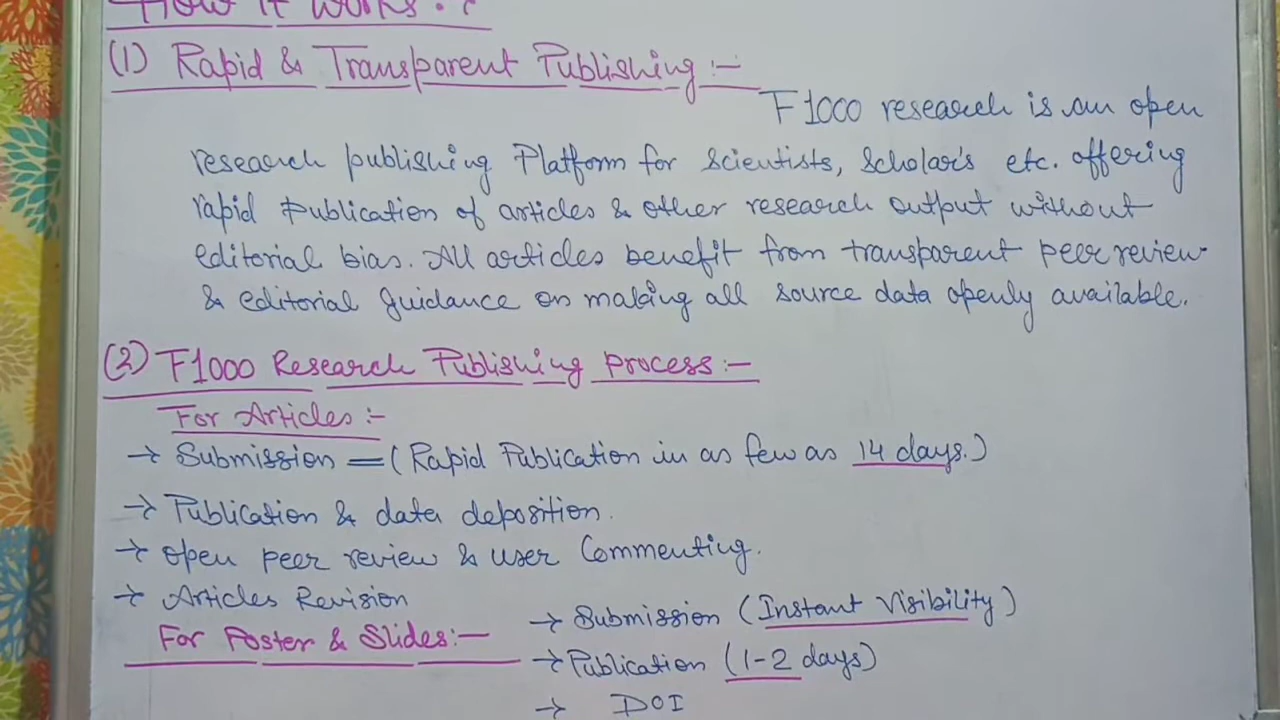 How it works:?
(1) Rapid & Transparent Publishing :-
F1000 research is an open
research publishing Platform for scientists, scholar's etc. offering
rapid publication of articles & other research output without
editorial bias. All articles benefit from transparent peer review
& editorial guidance on making all source data openly available.
(2) F1000 Research Publishing process:-
For Articles:-
→ Submission = (Rapid Publication in as few as 14 days.)
→ Publication & data deposition.
→ open peer review & user Commenting.
→ Articles Revision
For Poster & Slides:-
→ Submission (Instant Visibility)
→ Publication (1-2 days)
→ DOI